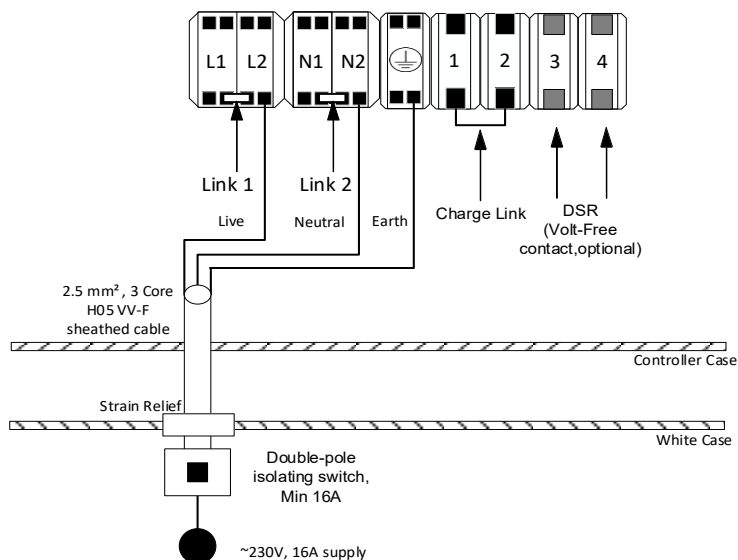 L1 L2 N1 N2 1 2 3 4
Link 1
Link 2
Live
Neutral
Earth
Charge Link
DSR
(Volt-Free
contact,optional)
2.5 mm² , 3 Core
H05 VV-F
sheathed cable
Controller Case
Strain Relief
White Case
Double-pole
isolating switch,
Min 16A
~230V, 16A supply